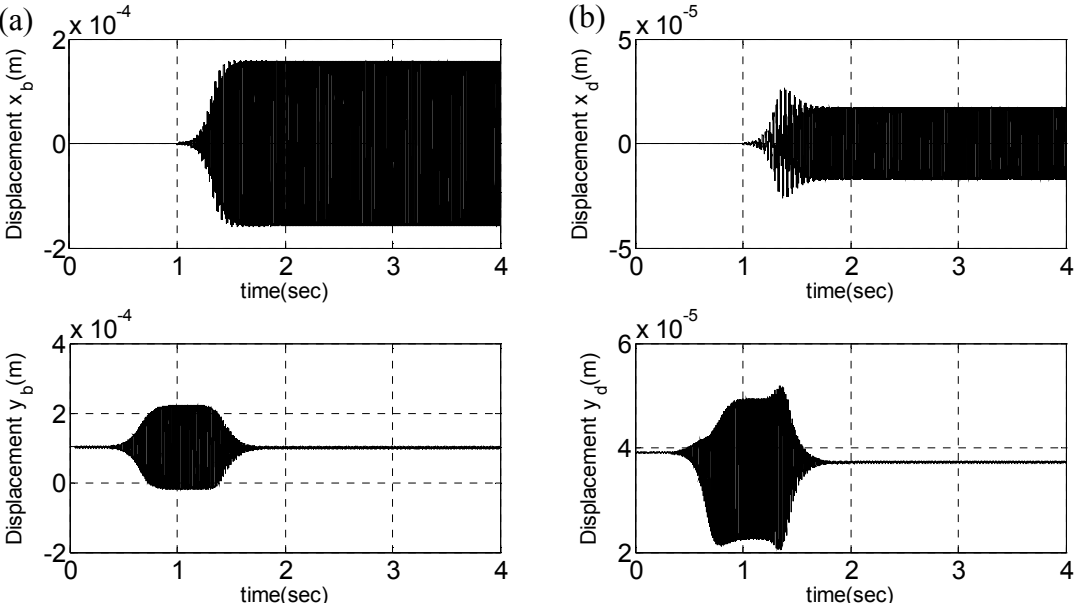 (a)
x 10^-4
Displacement x_b(m)
2
0
-2
0 1 2 3 4
time(sec)
(b)
x 10^-5
Displacement x_d(m)
5
0
-5
0 1 2 3 4
time(sec)
x 10^-4
Displacement y_b(m)
4
2
0
-2
0 1 2 3 4
time(sec)
x 10^-5
Displacement y_d(m)
6
4
2
0 1 2 3 4
time(sec)